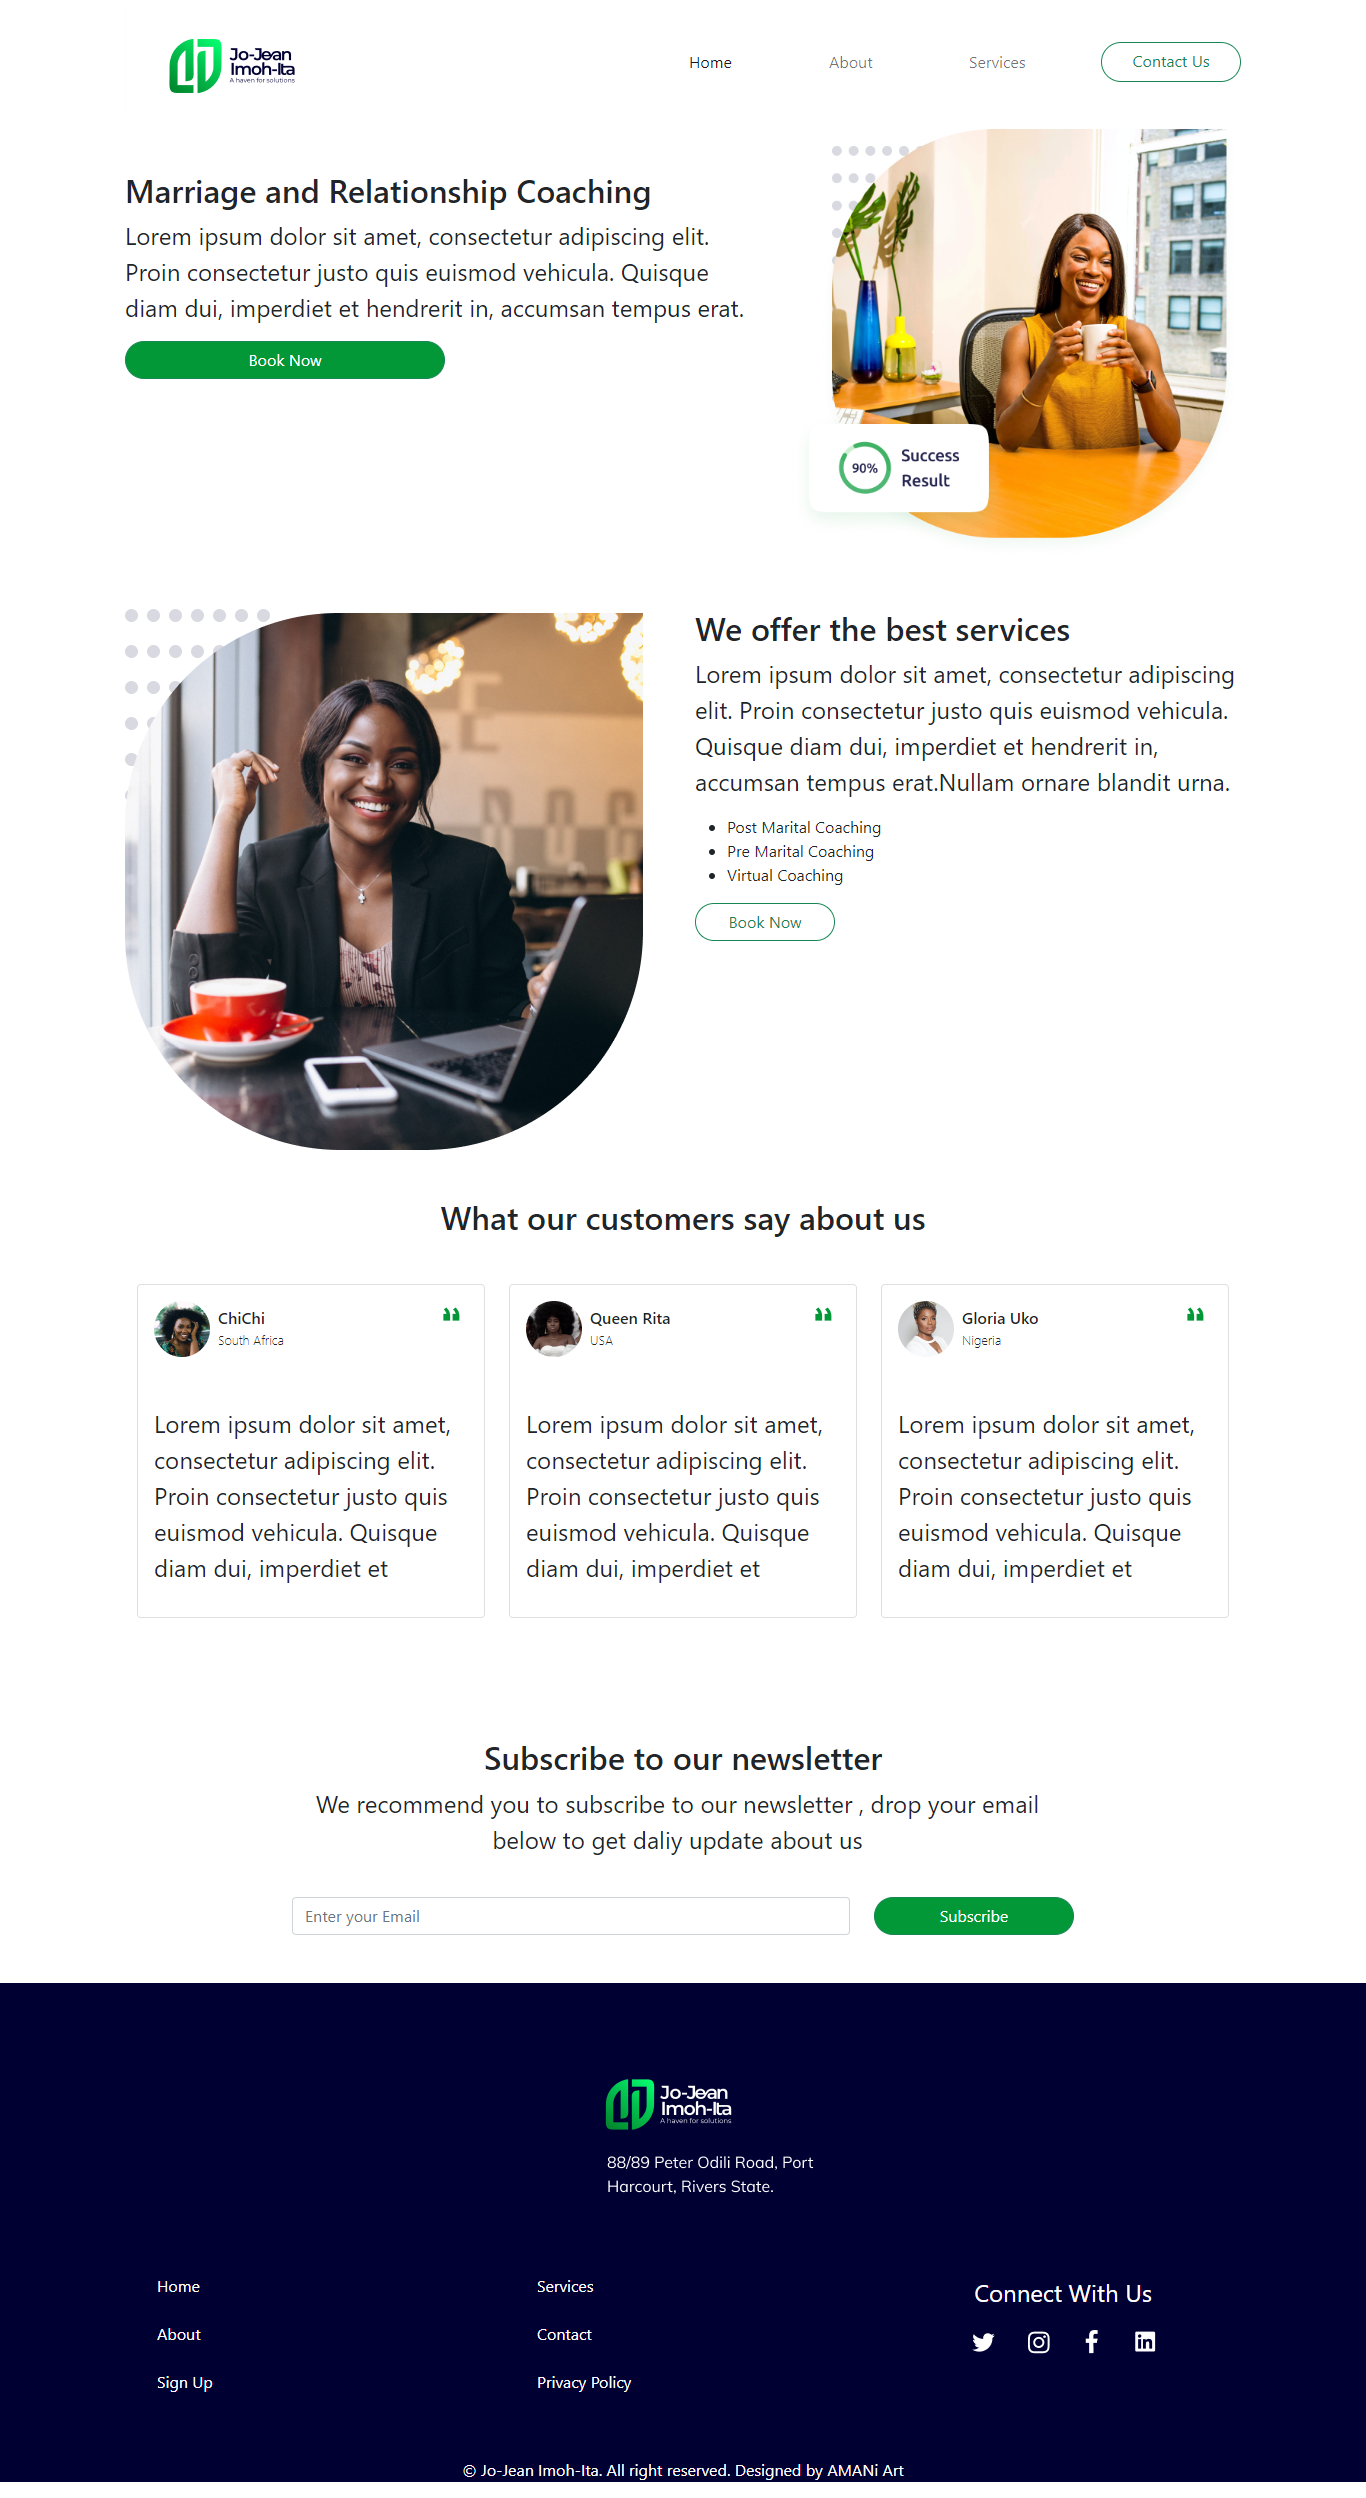 Jo-Jean
Imoh-Ita
A haven for solutions
Home
About
Services
Contact Us
Marriage and Relationship Coaching
Lorem ipsum dolor sit amet, consectetur adipiscing elit.
Proin consectetur justo quis euismod vehicula. Quisque
diam dui, imperdiet et hendrerit in, accumsan tempus erat.
Book Now
90%
Success
Result
We offer the best services
Lorem ipsum dolor sit amet, consectetur adipiscing
elit. Proin consectetur justo quis euismod vehicula.
Quisque diam dui, imperdiet et hendrerit in,
accumsan tempus erat.Nullam ornare blandit urna.
Post Marital Coaching
Pre Marital Coaching
Virtual Coaching
Book Now
What our customers say about us
ChiChi
South Africa
Lorem ipsum dolor sit amet,
consectetur adipiscing elit.
Proin consectetur justo quis
euismod vehicula. Quisque
diam dui, imperdiet et
Queen Rita
USA
Lorem ipsum dolor sit amet,
consectetur adipiscing elit.
Proin consectetur justo quis
euismod vehicula. Quisque
diam dui, imperdiet et
Gloria Uko
Nigeria
Lorem ipsum dolor sit amet,
consectetur adipiscing elit.
Proin consectetur justo quis
euismod vehicula. Quisque
diam dui, imperdiet et
Subscribe to our newsletter
We recommend you to subscribe to our newsletter , drop your email
below to get daliy update about us
Enter your Email
Subscribe
Jo-Jean
Imoh-Ita
A haven for solutions
88/89 Peter Odili Road, Port
Harcourt, Rivers State.
Home
About
Sign Up
Services
Contact
Privacy Policy
Connect With Us
© Jo-Jean Imoh-Ita. All right reserved. Designed by AMANi Art